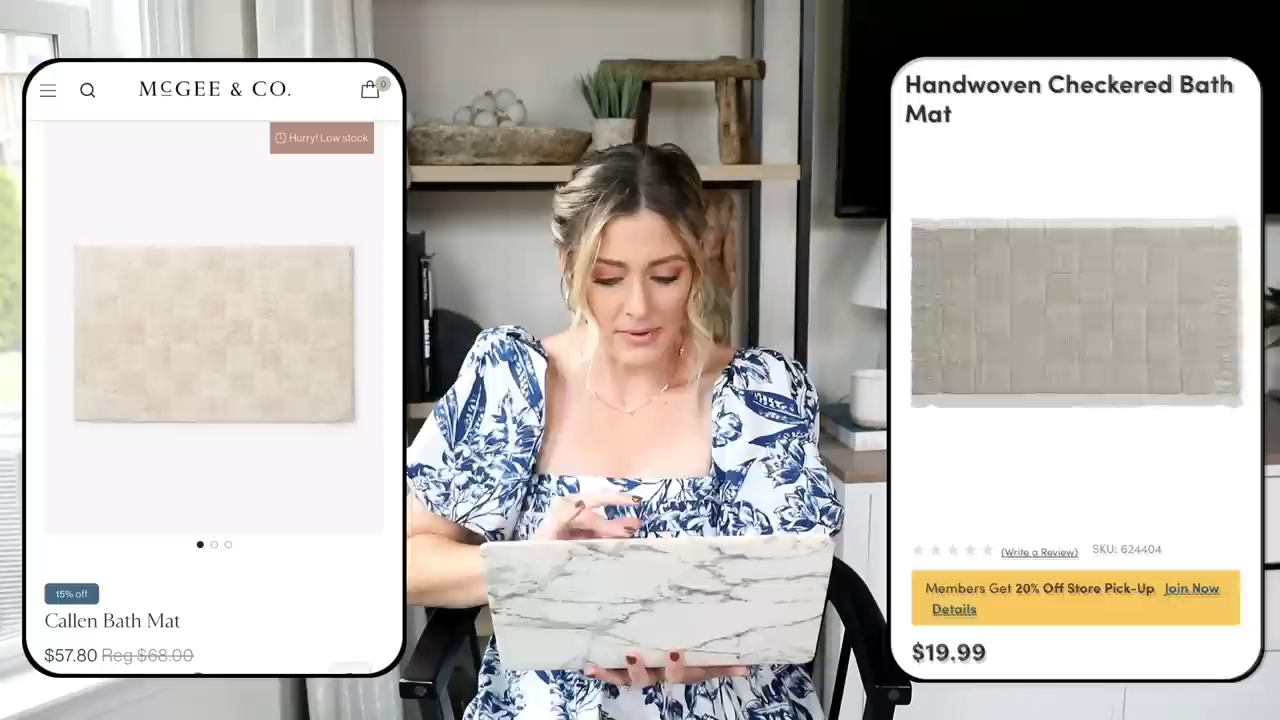 McGEE & CO.
0
Hurry! Low stock
15% off
Callen Bath Mat
$57.80 Reg $68.00
Handwoven Checkered Bath
Mat
(Write a Review) SKU: 624404
Members Get 20% Off Store Pick-Up Join Now
Details
$19.99